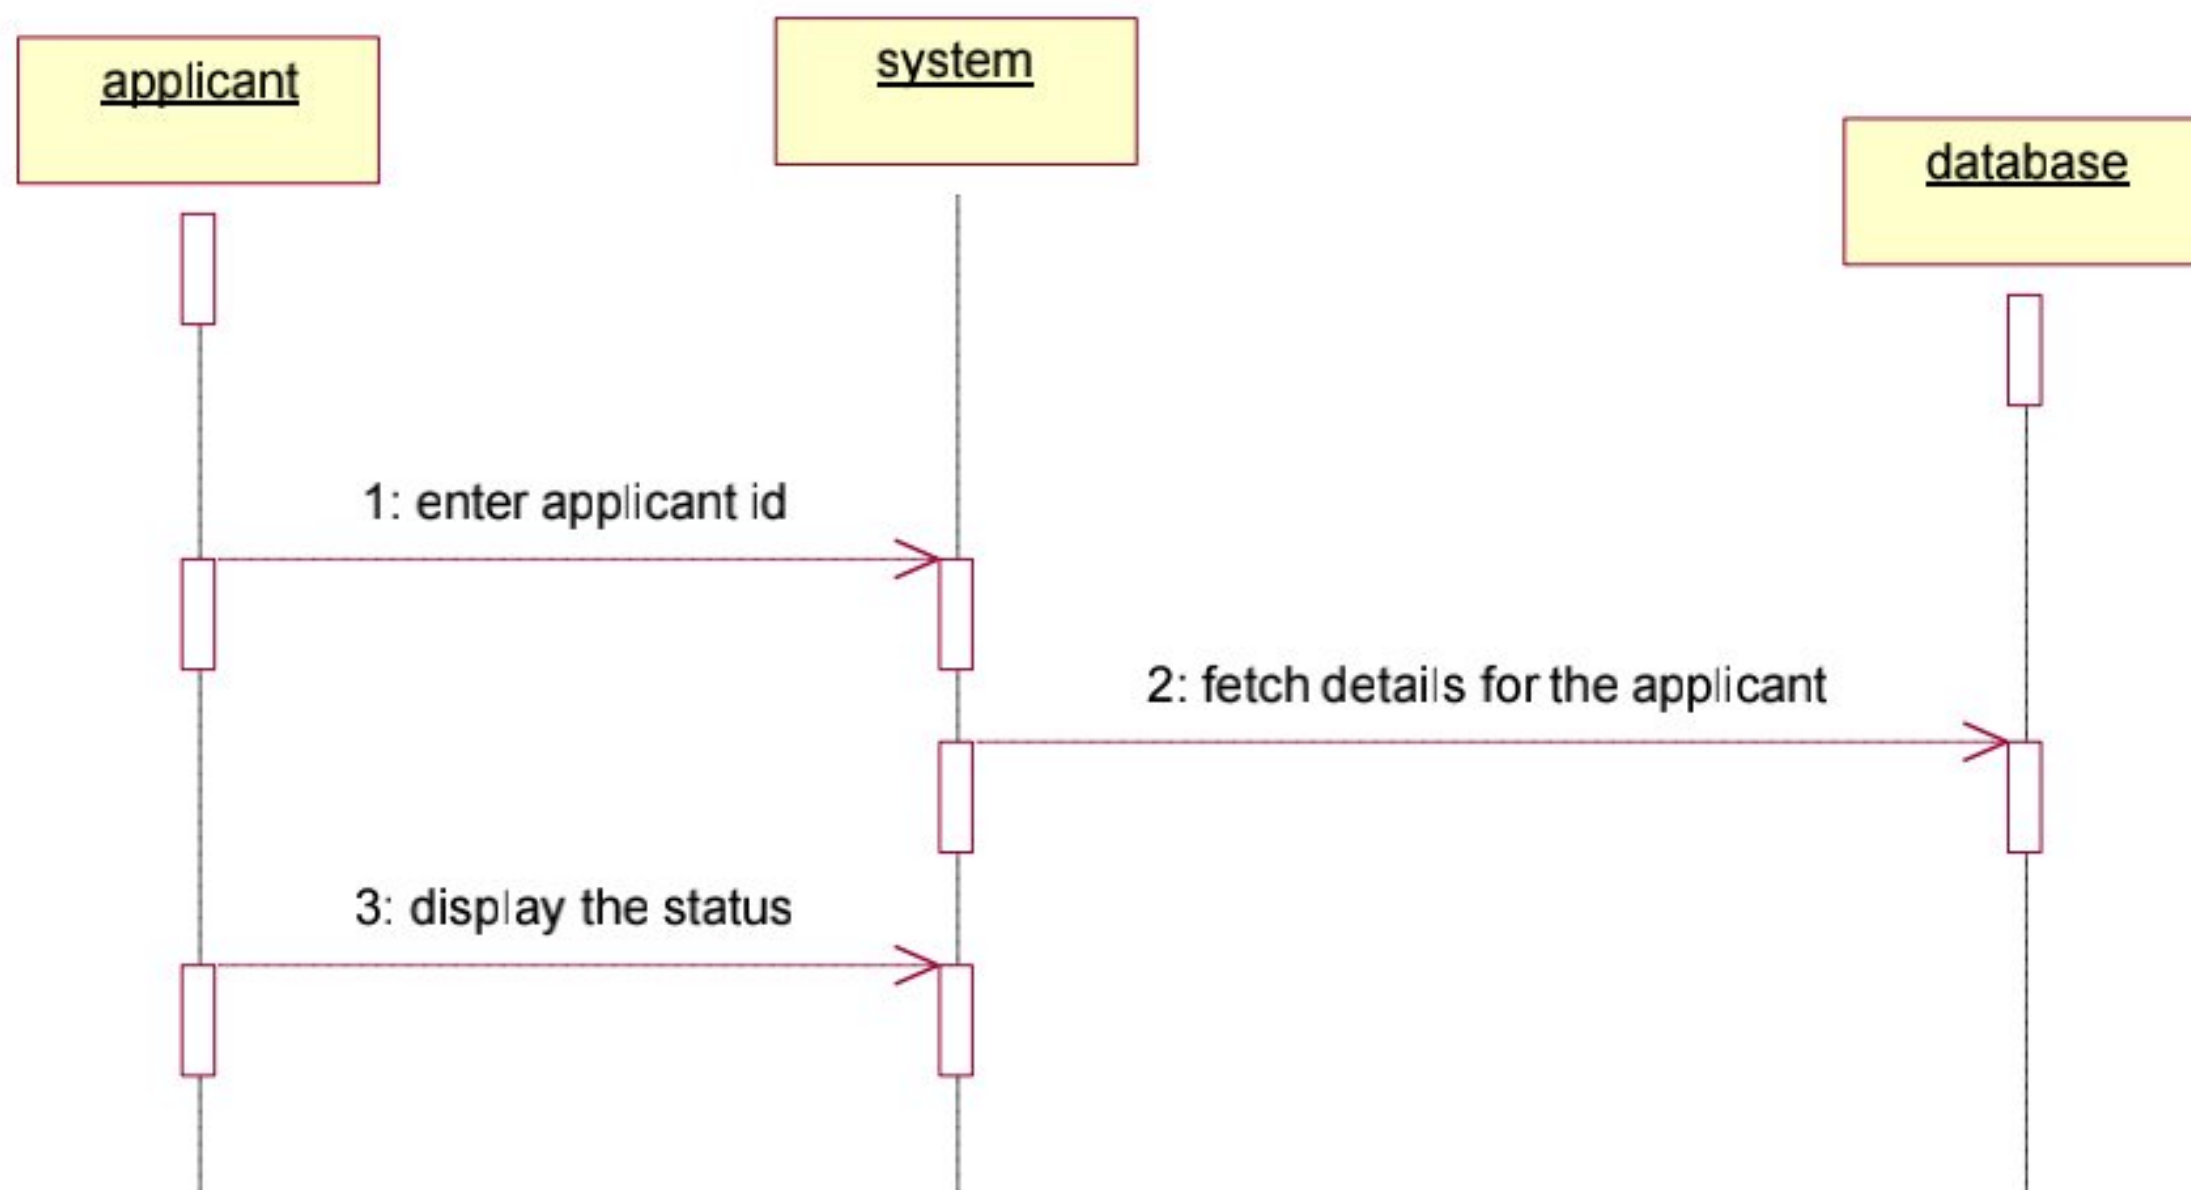 applicant
system
database
1: enter applicant id
2: fetch details for the applicant
3: display the status